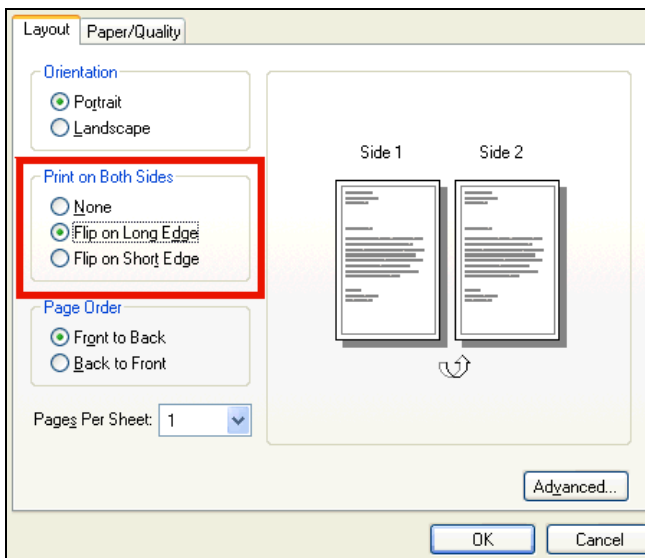 Layout Paper/Quality
Orientation
Portrait
Landscape
Side 1 Side 2
Print on Both Sides
None
Flip on Long Edge
Flip on Short Edge
Page Order
Front to Back
Back to Front
Pages Per Sheet: 1
Advanced...
OK Cancel